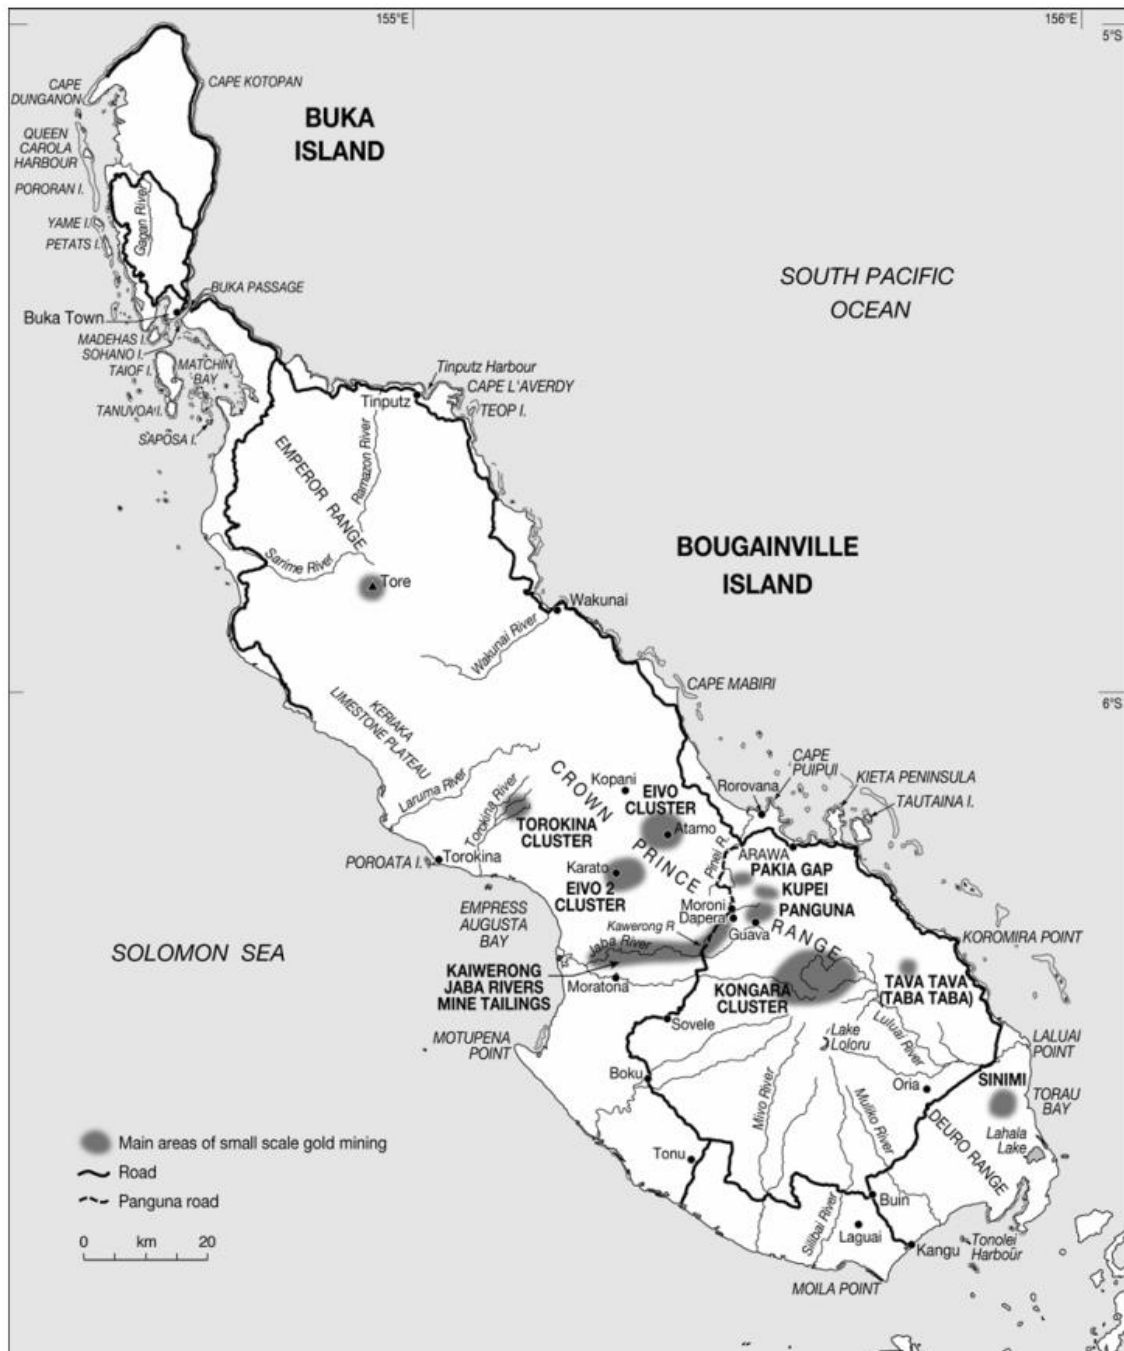 155°E
156°E
5°S
CAPE
DUNGANON
CAPE KOTOPAN
BUKA
ISLAND
QUEEN
CAROLA
HARBOUR
PORORAN I.
Gagan River
YAME I.
PETATS I.
SOUTH PACIFIC
OCEAN
BUKA PASSAGE
Buka Town
MADEHAS I.
SOHANO I.
TAIOF I.
MATCHIN
BAY
TANUVOA I.
SAPOSA I.
Tinputz Harbour
CAPE L'AVERDY
Tinputz
TEOP I.
EMPEROR RANGE
Ramazon River
BOUGAINVILLE
ISLAND
Sarime River
Tore
Wakunai
Wakunai River
CAPE MABIRI
6°S
KERIAKA
LIMESTONE PLATEAU
CROWN PRINCE RANGE
Laruma River
Torokina River
TOROKINA
CLUSTER
Kopani
EIVO
CLUSTER
Atamo
Rorovana
CAPE
PUIPUI
KIETA PENINSULA
TAUTAINA I.
Pinei R.
ARAWA
POROATA I.
Torokina
Karato
EIVO 2
CLUSTER
PAKIA GAP
KUPEI
PANGUNA
Moroni
Dapera
Guava
EMPRESS
AUGUSTA
BAY
Kawerong R
Jaba River
KOROMIRA POINT
SOLOMON SEA
KAIWERONG
JABA RIVERS
MINE TAILINGS
Moratona
KONGARA
CLUSTER
TAVA TAVA
(TABA TABA)
Sovele
MOTUPENA
POINT
Lake
Loloru
Luluai River
LALUAI
POINT
Boku
Mivo River
Muliko River
Oria
SINIMI
TORAU
BAY
DEURO RANGE
Lahala
Lake
Tonu
Buin
Silibai River
Laguai
Kangu
Tonolei
Harbour
MOILA POINT
Main areas of small scale gold mining
Road
Panguna road
0 km 20